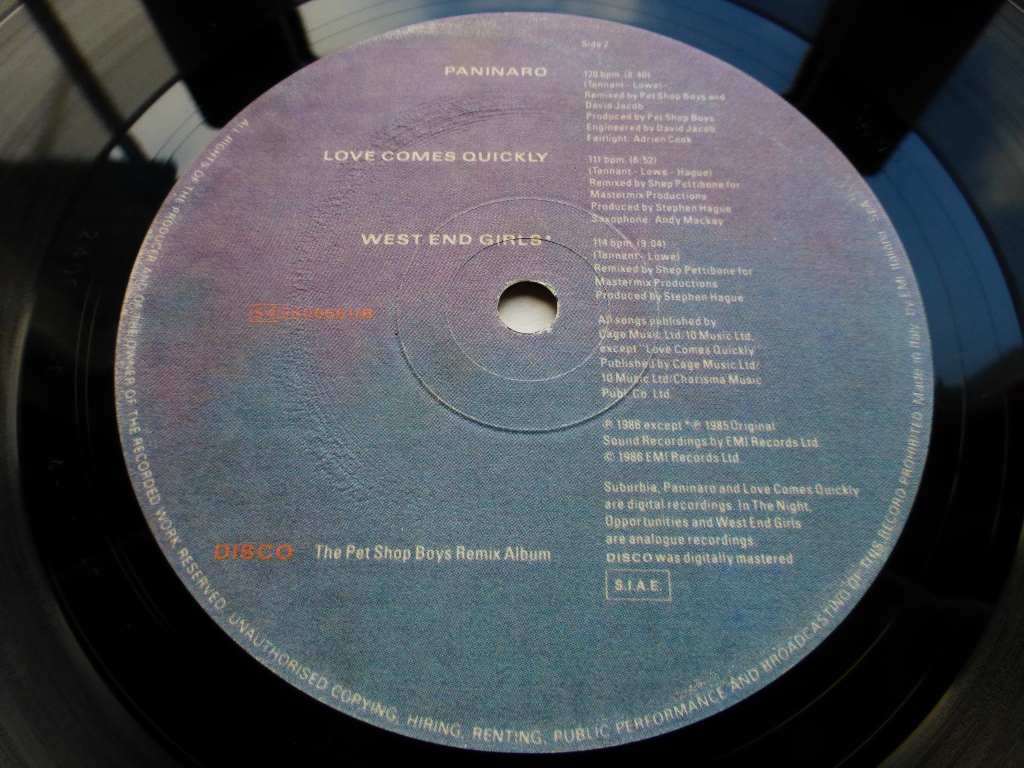 Side 2
PANINARO
120 bpm. (8:40)
(Tennant - Lowe)
Remixed by Pet Shop Boys and
David Jacob
Produced by Pet Shop Boys
Engineered by David Jacob
Fairlight: Adrien Cook
LOVE COMES QUICKLY
111 bpm. (6:52)
(Tennant - Lowe - Hague)
Remixed by Shep Pettibone for
Mastermix Productions
Produced by Stephen Hague
Saxophone: Andy Mackay
WEST END GIRLS*
114 bpm. (9:04)
(Tennant - Lowe)
Remixed by Shep Pettibone for
Mastermix Productions
Produced by Stephen Hague
All songs published by
Cage Music Ltd/10 Music Ltd.
except "Love Comes Quickly"
Published by Cage Music Ltd/
10 Music Ltd/Charisma Music
Publ. Co. Ltd.
℗ 1986 except *℗ 1985 Original
Sound Recordings by EMI Records Ltd.
© 1986 EMI Records Ltd.
Suburbia, Paninaro and Love Comes Quickly
are digital recordings. In The Night,
Opportunities and West End Girls
are analogue recordings.
DISCO was digitally mastered
S.I.A.E.
DISCO The Pet Shop Boys Remix Album
ALL RIGHTS OF THE PRODUCER AND OF THE OWNER OF THE RECORDED WORK RESERVED. UNAUTHORISED COPYING, HIRING, RENTING, PUBLIC PERFORMANCE AND BROADCASTING OF THIS RECORD PROHIBITED Made in Italy EMI Italiana